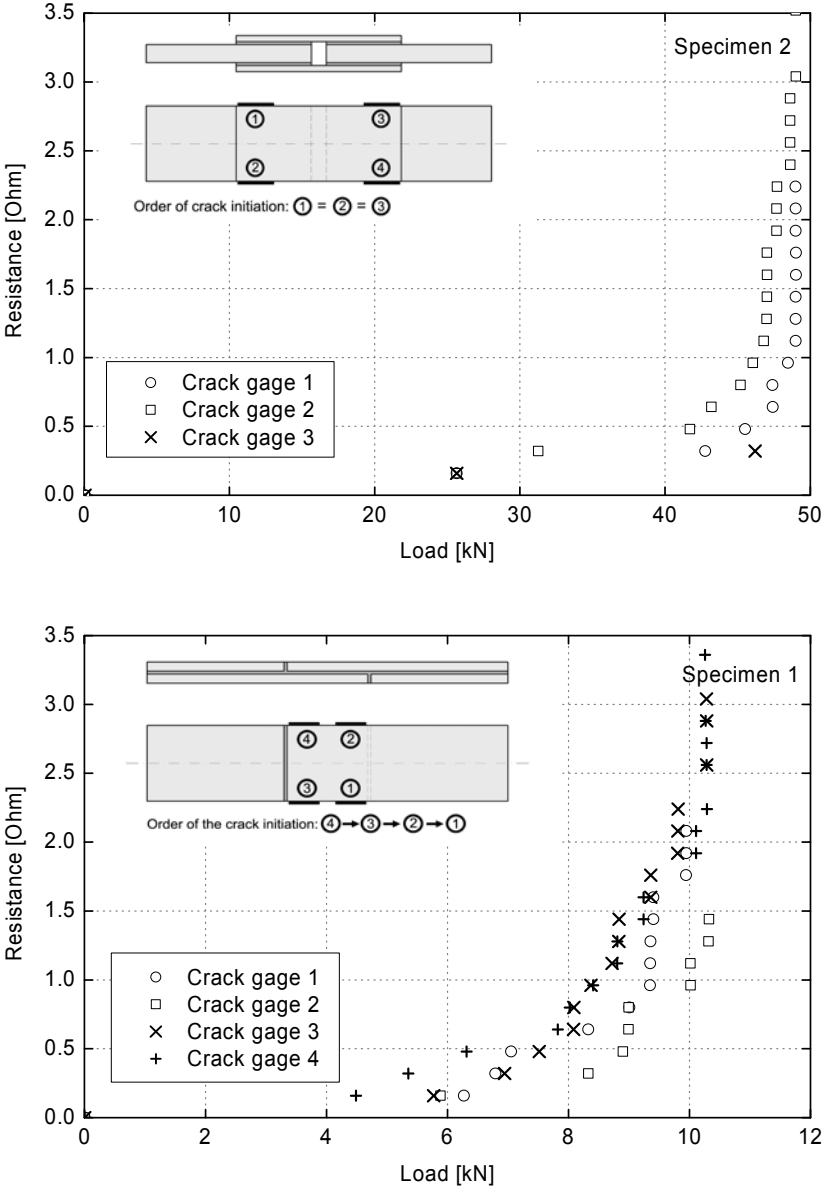 3.5
Specimen 2
3.0
① ③
2.5
② ④
Order of crack initiation: ① = ② = ③
2.0
Resistance [Ohm]
1.5
1.0
Crack gage 1
Crack gage 2
Crack gage 3
0.5
0.0
0 10 20 30 40 50
Load [kN]
3.5
Specimen 1
3.0
④ ②
2.5
③ ①
Order of the crack initiation: ④→③→②→①
2.0
Resistance [Ohm]
1.5
1.0
Crack gage 1
Crack gage 2
Crack gage 3
Crack gage 4
0.5
0.0
0 2 4 6 8 10 12
Load [kN]